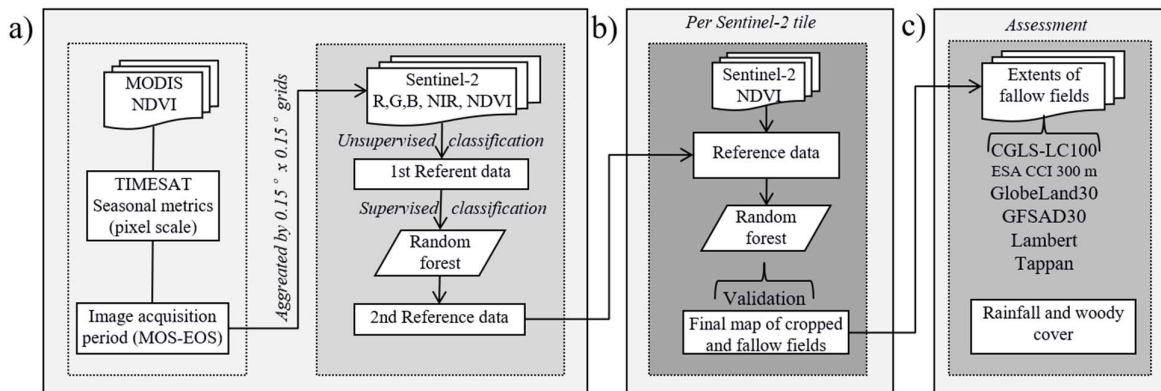 a)
MODIS
NDVI
TIMESAT
Seasonal metrics
(pixel scale)
Image acquisition
period (MOS-EOS)
Aggreated by 0.15° x 0.15° grids
Sentinel-2
R,G,B, NIR, NDVI
Unsupervised classification
1st Referent data
Supervised classification
Random
forest
2nd Reference data
b)
Per Sentinel-2 tile
Sentinel-2
NDVI
Reference data
Random
forest
Validation
Final map of cropped
and fallow fields
c)
Assessment
Extents of
fallow fields
CGLS-LC100
ESA CCI 300 m
GlobeLand30
GFSAD30
Lambert
Tappan
Rainfall and woody
cover